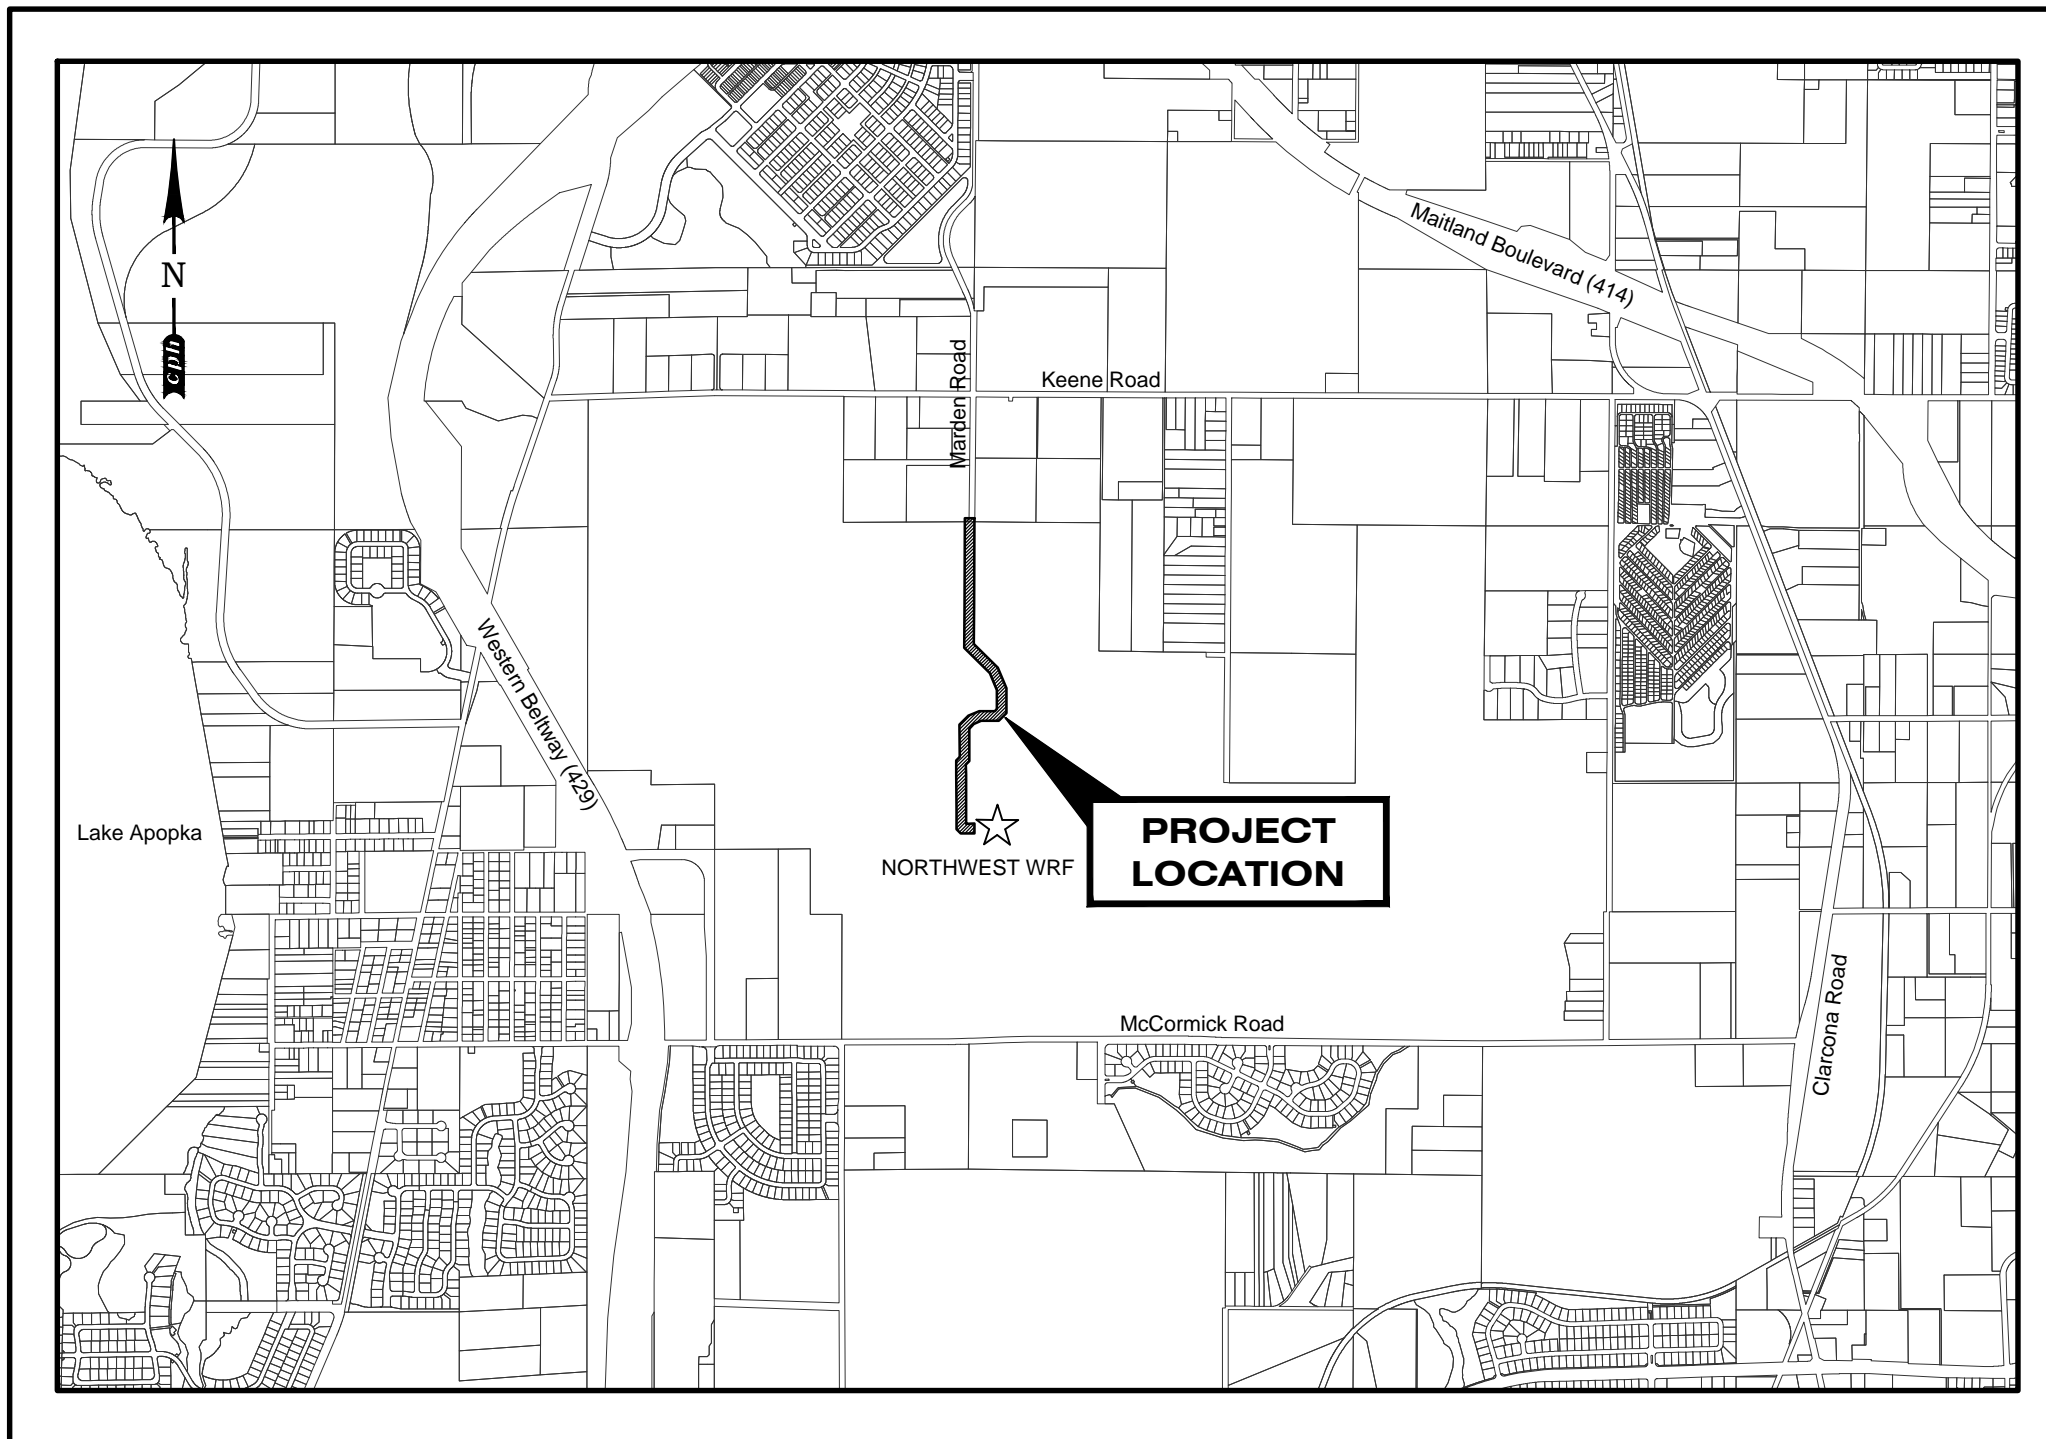 Maitland Boulevard (414)
N
cph
Marden Road
Keene Road
Western Beltway (429)
Lake Apopka
PROJECT
LOCATION
NORTHWEST WRF
McCormick Road
Clarcona Road